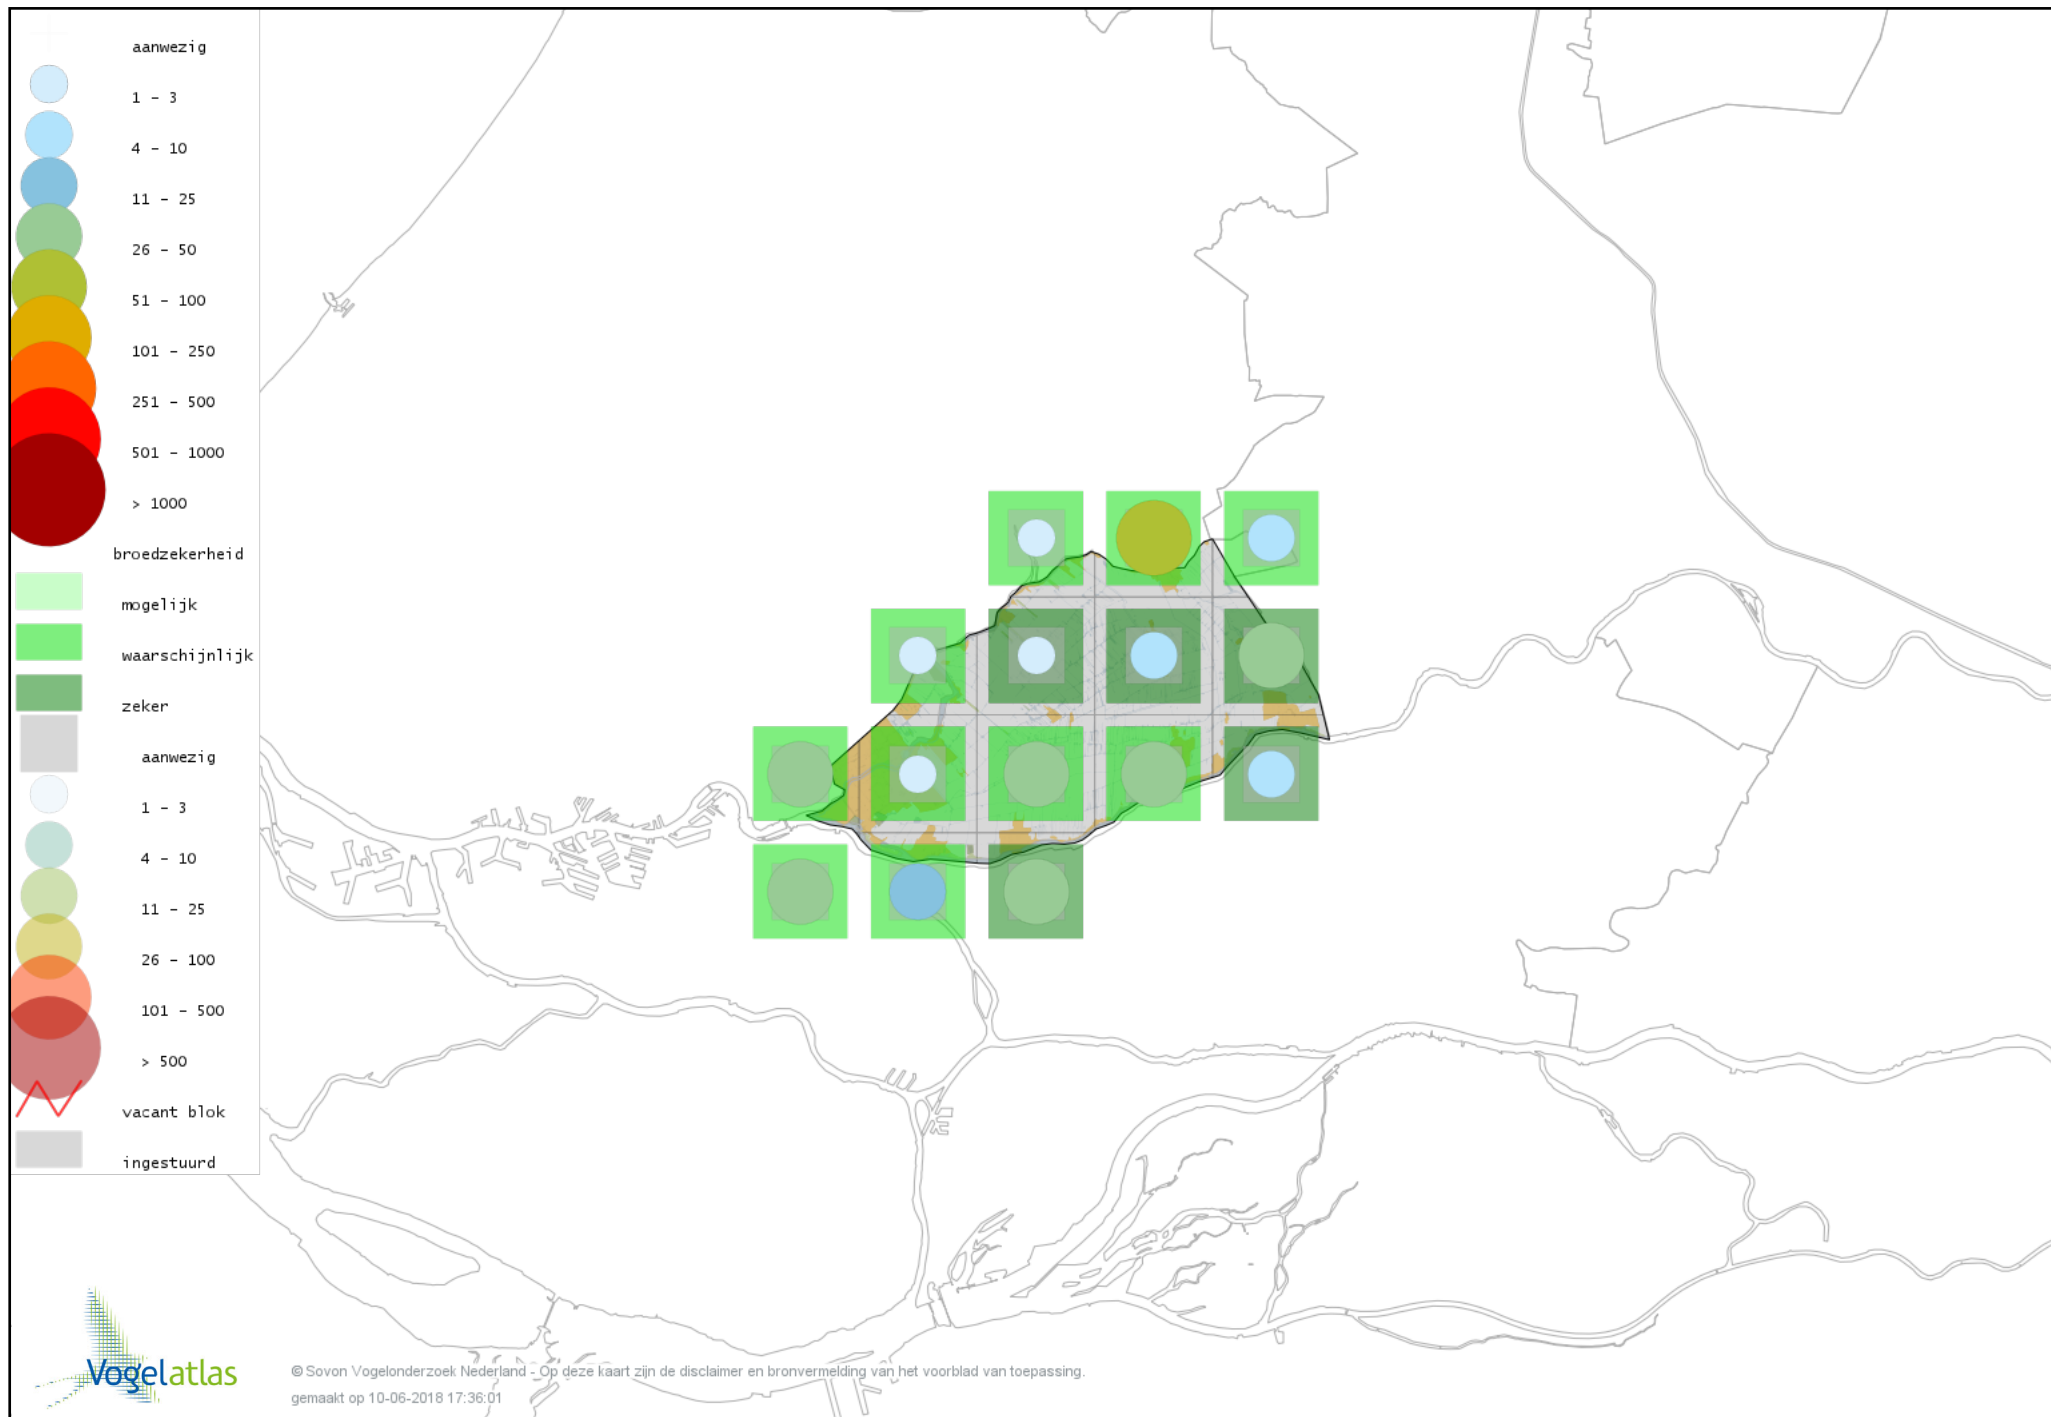 aanwezig
1 - 3
4 - 10
11 - 25
26 - 50
51 - 100
101 - 250
251 - 500
501 - 1000
> 1000
broedzekerheid
mogelijk
waarschijnlijk
zeker
aanwezig
1 - 3
4 - 10
11 - 25
26 - 100
101 - 500
> 500
vacant blok
ingestuurd
Vogelatlas
© Sovon Vogelonderzoek Nederland - Op deze kaart zijn de disclaimer en bronvermelding van het voorblad van toepassing.
gemaakt op 10-06-2018 17:36:01